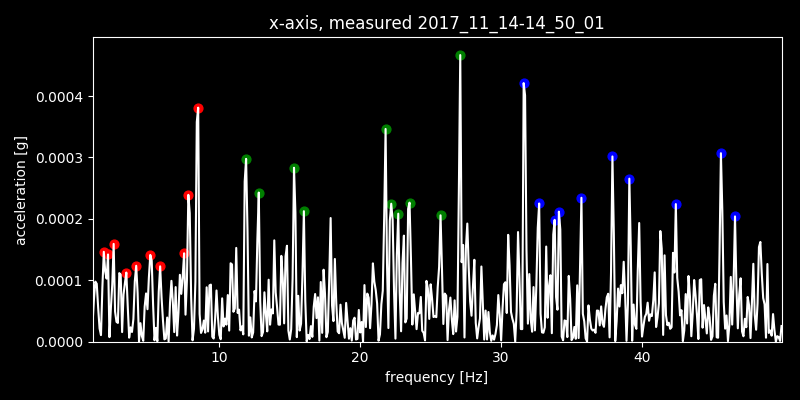 x-axis, measured 2017_11_14-14_50_01
acceleration [g]
0.0004
0.0003
0.0002
0.0001
0.0000
10 20 30 40
frequency [Hz]